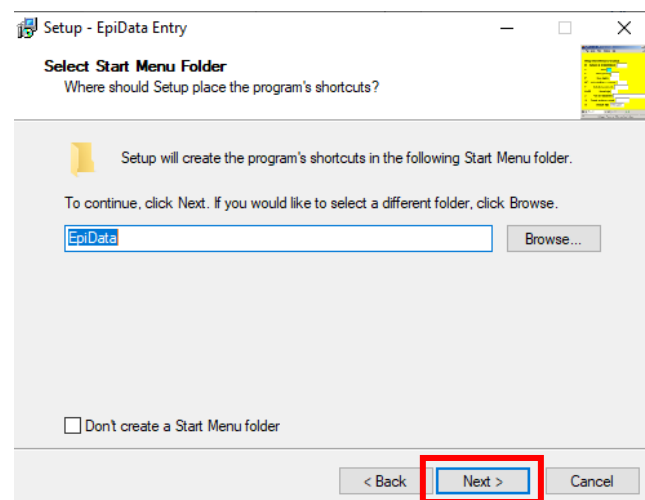 Setup - EpiData Entry
Select Start Menu Folder
Where should Setup place the program's shortcuts?
Setup will create the program's shortcuts in the following Start Menu folder.
To continue, click Next. If you would like to select a different folder, click Browse.
EpiData
Browse...
Don't create a Start Menu folder
< Back
Next >
Cancel